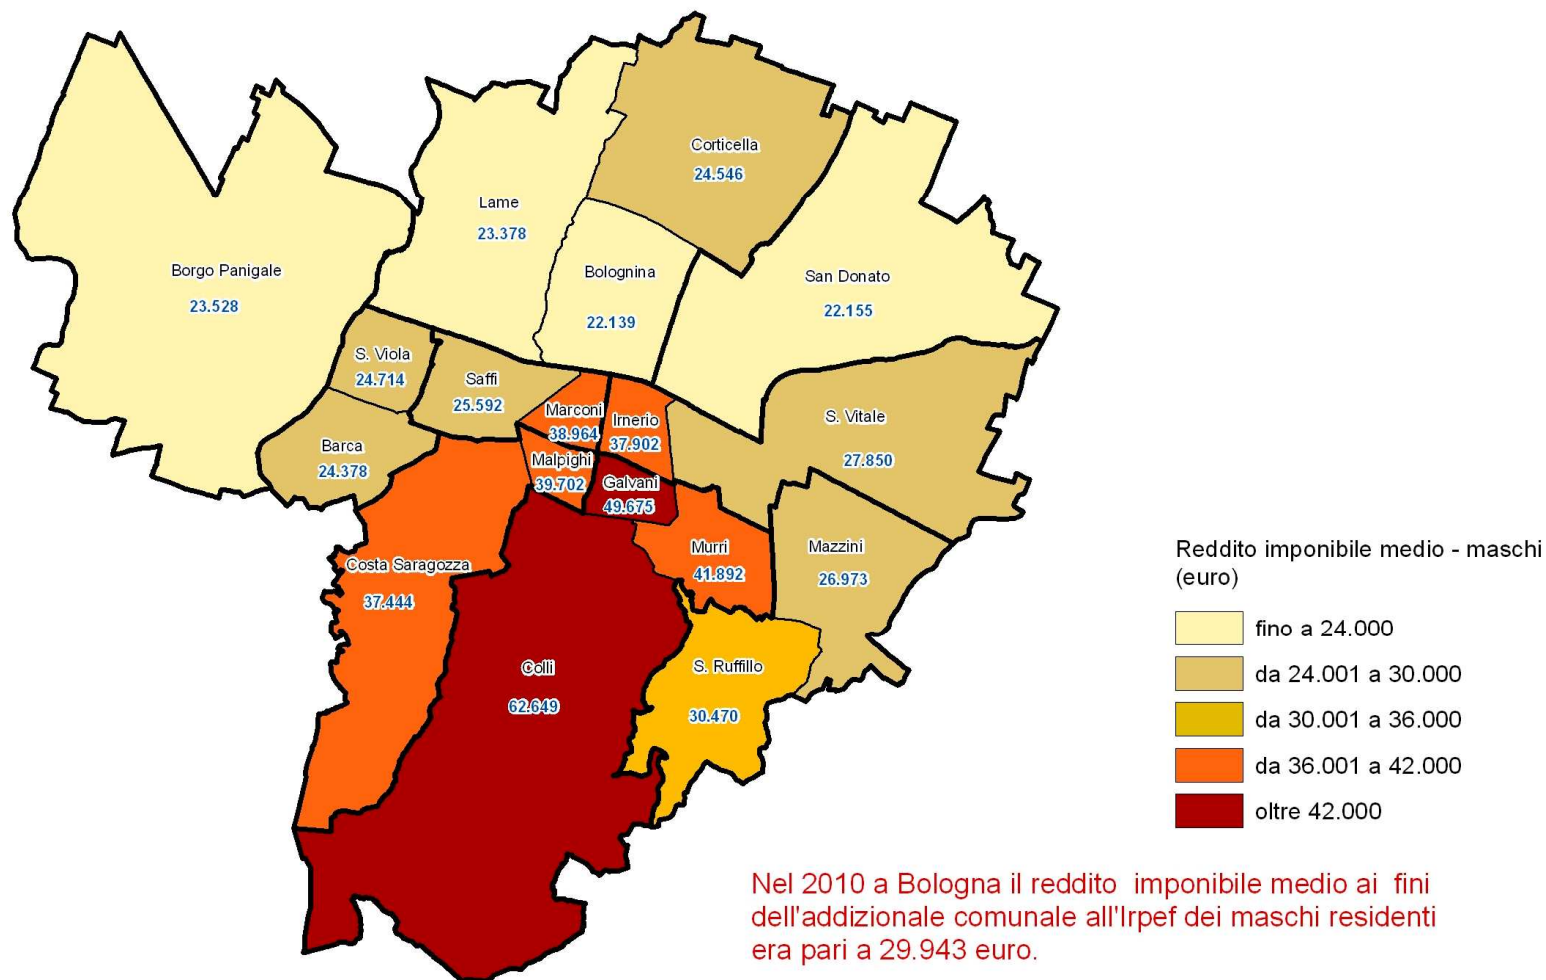 Corticella
24.546
Lame
23.378
Borgo Panigale
23.528
Bolognina
22.139
San Donato
22.155
S. Viola
24.714
Saffi
25.592
Marconi
38.964
Irnerio
37.902
S. Vitale
27.850
Barca
24.378
Malpighi
39.702
Galvani
49.675
Murri
41.892
Mazzini
26.973
Costa Saragozza
37.444
Colli
62.649
S. Ruffillo
30.470
Reddito imponibile medio - maschi
(euro)
fino a 24.000
da 24.001 a 30.000
da 30.001 a 36.000
da 36.001 a 42.000
oltre 42.000
Nel 2010 a Bologna il reddito imponibile medio ai fini
dell'addizionale comunale all'Irpef dei maschi residenti
era pari a 29.943 euro.